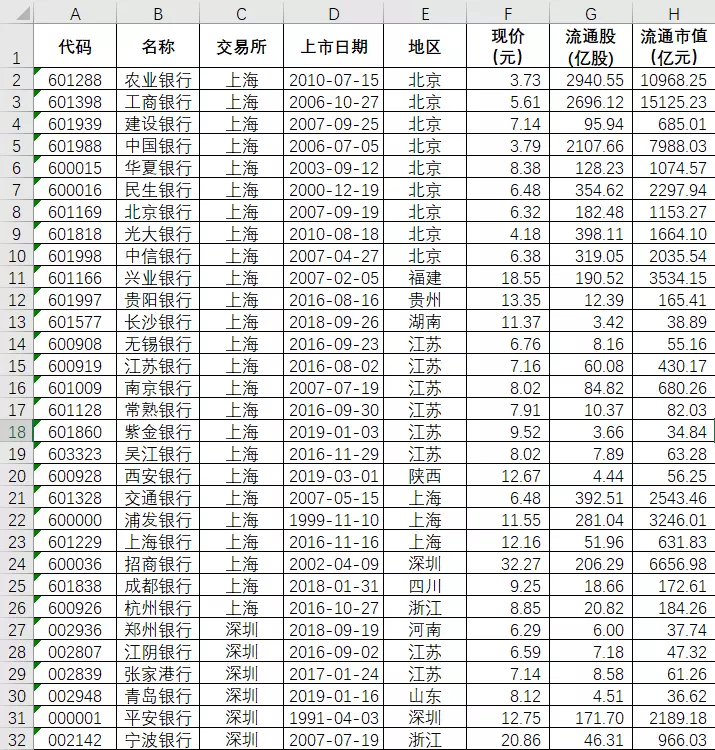 A B C D E F G H
1 代码 名称 交易所 上市日期 地区 现价(元) 流通股(亿股) 流通市值(亿元)
2 601288 农业银行 上海 2010-07-15 北京 3.73 2940.55 10968.25
3 601398 工商银行 上海 2006-10-27 北京 5.61 2696.12 15125.23
4 601939 建设银行 上海 2007-09-25 北京 7.14 95.94 685.01
5 601988 中国银行 上海 2006-07-05 北京 3.79 2107.66 7988.03
6 600015 华夏银行 上海 2003-09-12 北京 8.38 128.23 1074.57
7 600016 民生银行 上海 2000-12-19 北京 6.48 354.62 2297.94
8 601169 北京银行 上海 2007-09-19 北京 6.32 182.48 1153.27
9 601818 光大银行 上海 2010-08-18 北京 4.18 398.11 1664.10
10 601998 中信银行 上海 2007-04-27 北京 6.38 319.05 2035.54
11 601166 兴业银行 上海 2007-02-05 福建 18.55 190.52 3534.15
12 601997 贵阳银行 上海 2016-08-16 贵州 13.35 12.39 165.41
13 601577 长沙银行 上海 2018-09-26 湖南 11.37 3.42 38.89
14 600908 无锡银行 上海 2016-09-23 江苏 6.76 8.16 55.16
15 600919 江苏银行 上海 2016-08-02 江苏 7.16 60.08 430.17
16 601009 南京银行 上海 2007-07-19 江苏 8.02 84.82 680.26
17 601128 常熟银行 上海 2016-09-30 江苏 7.91 10.37 82.03
18 601860 紫金银行 上海 2019-01-03 江苏 9.52 3.66 34.84
19 603323 吴江银行 上海 2016-11-29 江苏 8.02 7.89 63.28
20 600928 西安银行 上海 2019-03-01 陕西 12.67 4.44 56.25
21 601328 交通银行 上海 2007-05-15 上海 6.48 392.51 2543.46
22 600000 浦发银行 上海 1999-11-10 上海 11.55 281.04 3246.01
23 601229 上海银行 上海 2016-11-16 上海 12.16 51.96 631.83
24 600036 招商银行 上海 2002-04-09 深圳 32.27 206.29 6656.98
25 601838 成都银行 上海 2018-01-31 四川 9.25 18.66 172.61
26 600926 杭州银行 上海 2016-10-27 浙江 8.85 20.82 184.26
27 002936 郑州银行 深圳 2018-09-19 河南 6.29 6.00 37.74
28 002807 江阴银行 深圳 2016-09-02 江苏 6.59 7.18 47.32
29 002839 张家港行 深圳 2017-01-24 江苏 7.14 8.58 61.26
30 002948 青岛银行 深圳 2019-01-16 山东 8.12 4.51 36.62
31 000001 平安银行 深圳 1991-04-03 深圳 12.75 171.70 2189.18
32 002142 宁波银行 深圳 2007-07-19 浙江 20.86 46.31 966.03